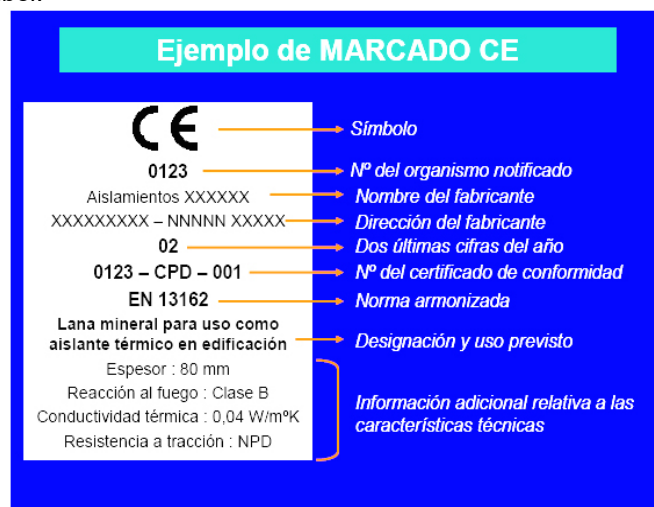 Ejemplo de MARCADO CE
CE
Símbolo
0123
Nº del organismo notificado
Aislamientos XXXXXX
Nombre del fabricante
XXXXXXXXX – NNNNN XXXXX
Dirección del fabricante
02
Dos últimas cifras del año
0123 – CPD – 001
Nº del certificado de conformidad
EN 13162
Norma armonizada
Lana mineral para uso como
aislante térmico en edificación
Designación y uso previsto
Espesor : 80 mm
Reacción al fuego : Clase B
Conductividad térmica : 0,04 W/mºK
Resistencia a tracción : NPD
Información adicional relativa a las
características técnicas